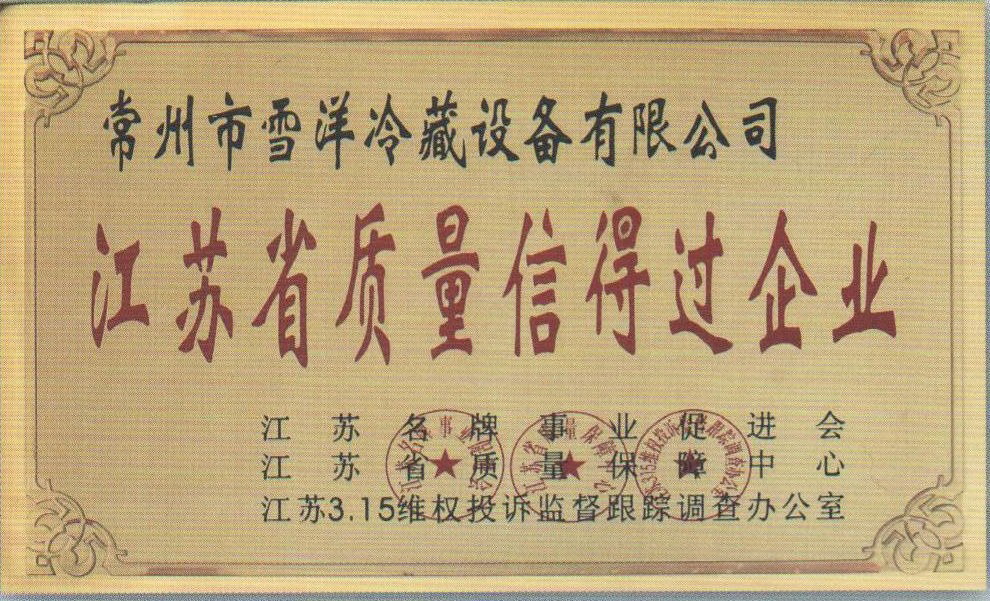 常州市雪洋冷藏设备有限公司
江苏省质量信得过企业
江苏名牌事业促进会
江苏省质量保障中心
江苏3.15维权投诉监督跟踪调查办公室